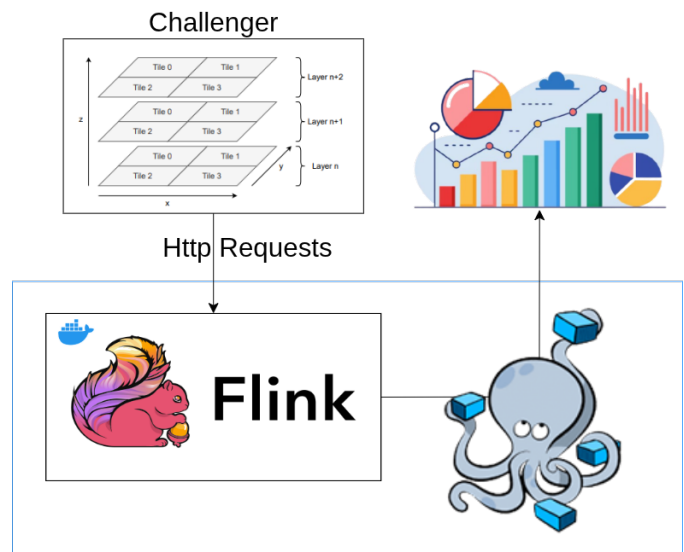 Challenger
Tile 0 Tile 1
Tile 2 Tile 3
Layer n+2
z
Tile 0 Tile 1
Tile 2 Tile 3
Layer n+1
Tile 0 Tile 1
Tile 2 Tile 3
y
Layer n
x
Http Requests
Flink